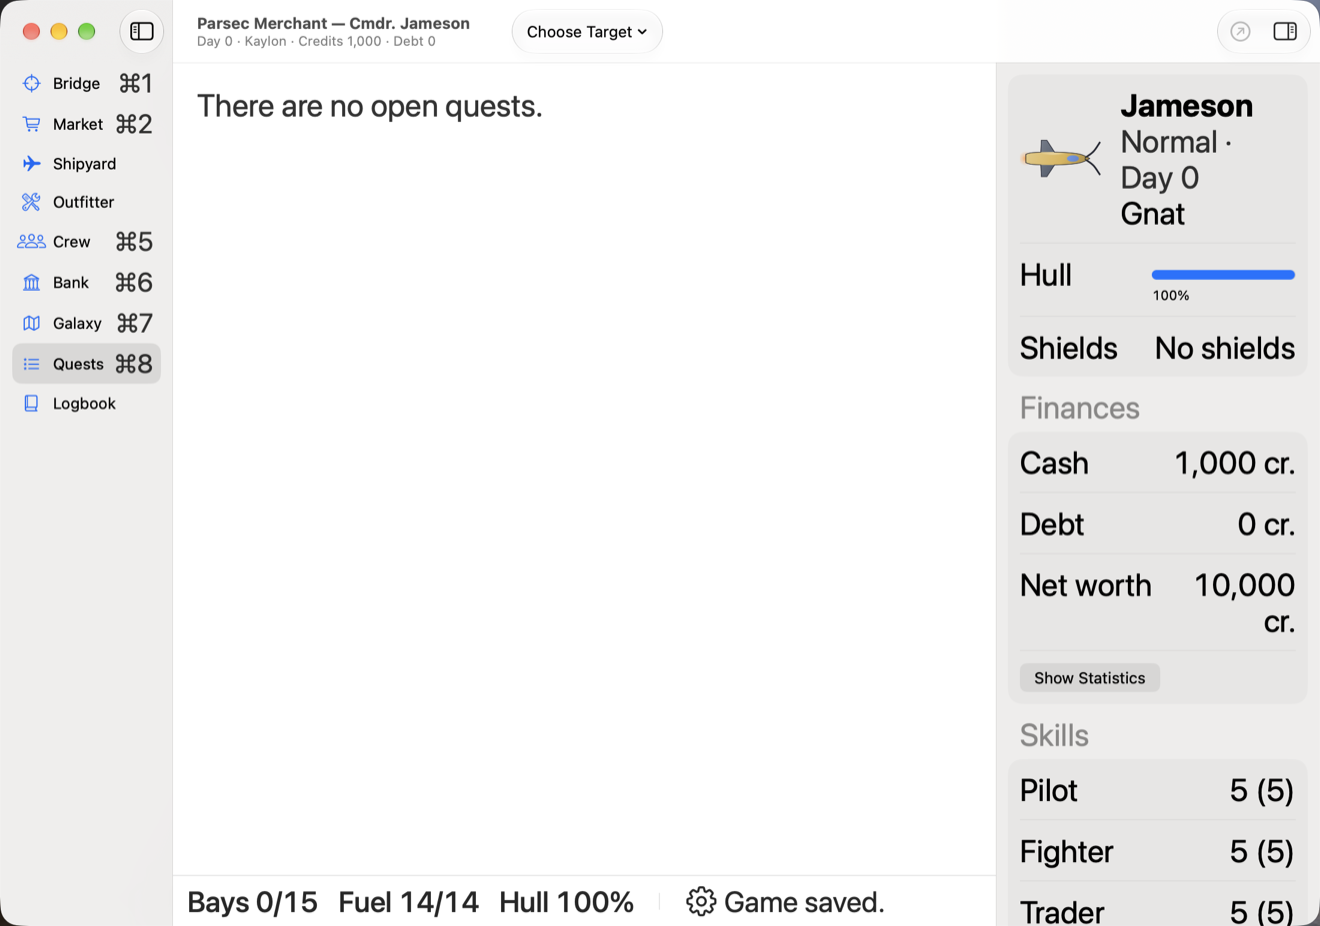 Parsec Merchant — Cmdr. Jameson
Day 0 · Kaylon · Credits 1,000 · Debt 0
Choose Target
Bridge ⌘1
Market ⌘2
Shipyard
Outfitter
Crew ⌘5
Bank ⌘6
Galaxy ⌘7
Quests ⌘8
Logbook
There are no open quests.
Bays 0/15 Fuel 14/14 Hull 100% Game saved.
Jameson
Normal ·
Day 0
Gnat
Hull
100%
Shields No shields
Finances
Cash 1,000 cr.
Debt 0 cr.
Net worth 10,000
cr.
Show Statistics
Skills
Pilot 5 (5)
Fighter 5 (5)
Trader 5 (5)